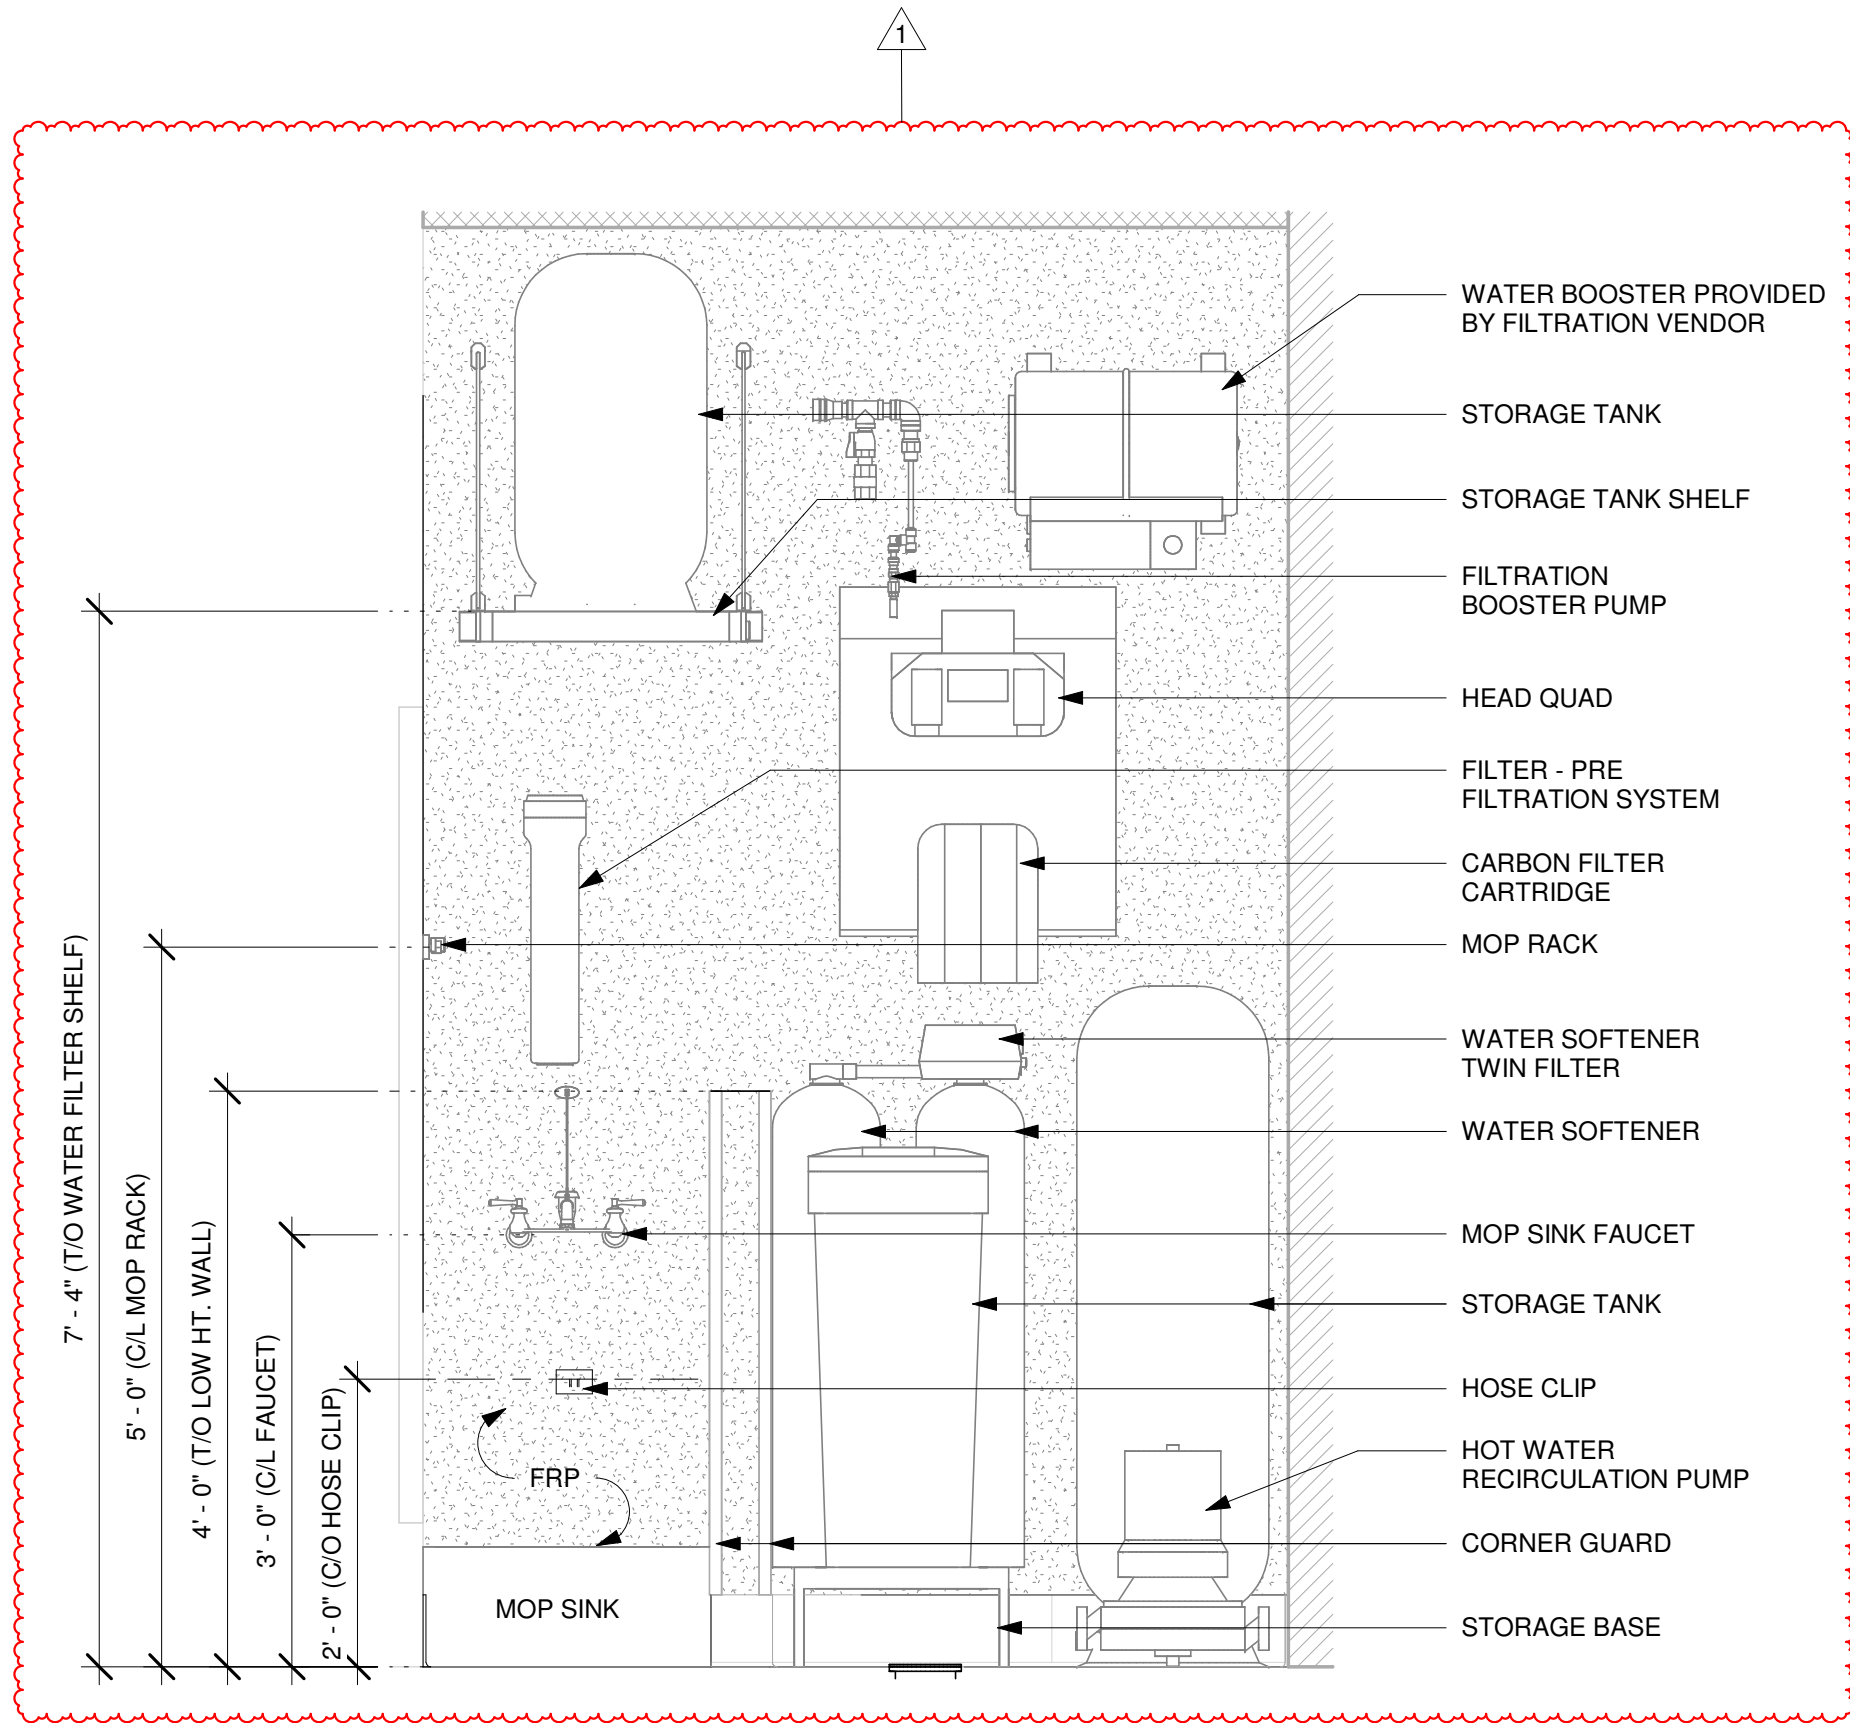 1
WATER BOOSTER PROVIDED
BY FILTRATION VENDOR
STORAGE TANK
STORAGE TANK SHELF
FILTRATION
BOOSTER PUMP
HEAD QUAD
FILTER - PRE
FILTRATION SYSTEM
CARBON FILTER
CARTRIDGE
MOP RACK
WATER SOFTENER
TWIN FILTER
WATER SOFTENER
MOP SINK FAUCET
STORAGE TANK
HOSE CLIP
HOT WATER
RECIRCULATION PUMP
CORNER GUARD
STORAGE BASE
7' - 4" (T/O WATER FILTER SHELF)
5' - 0" (C/L MOP RACK)
4' - 0" (T/O LOW HT. WALL)
3' - 0" (C/L FAUCET)
2' - 0" (C/O HOSE CLIP)
FRP
MOP SINK